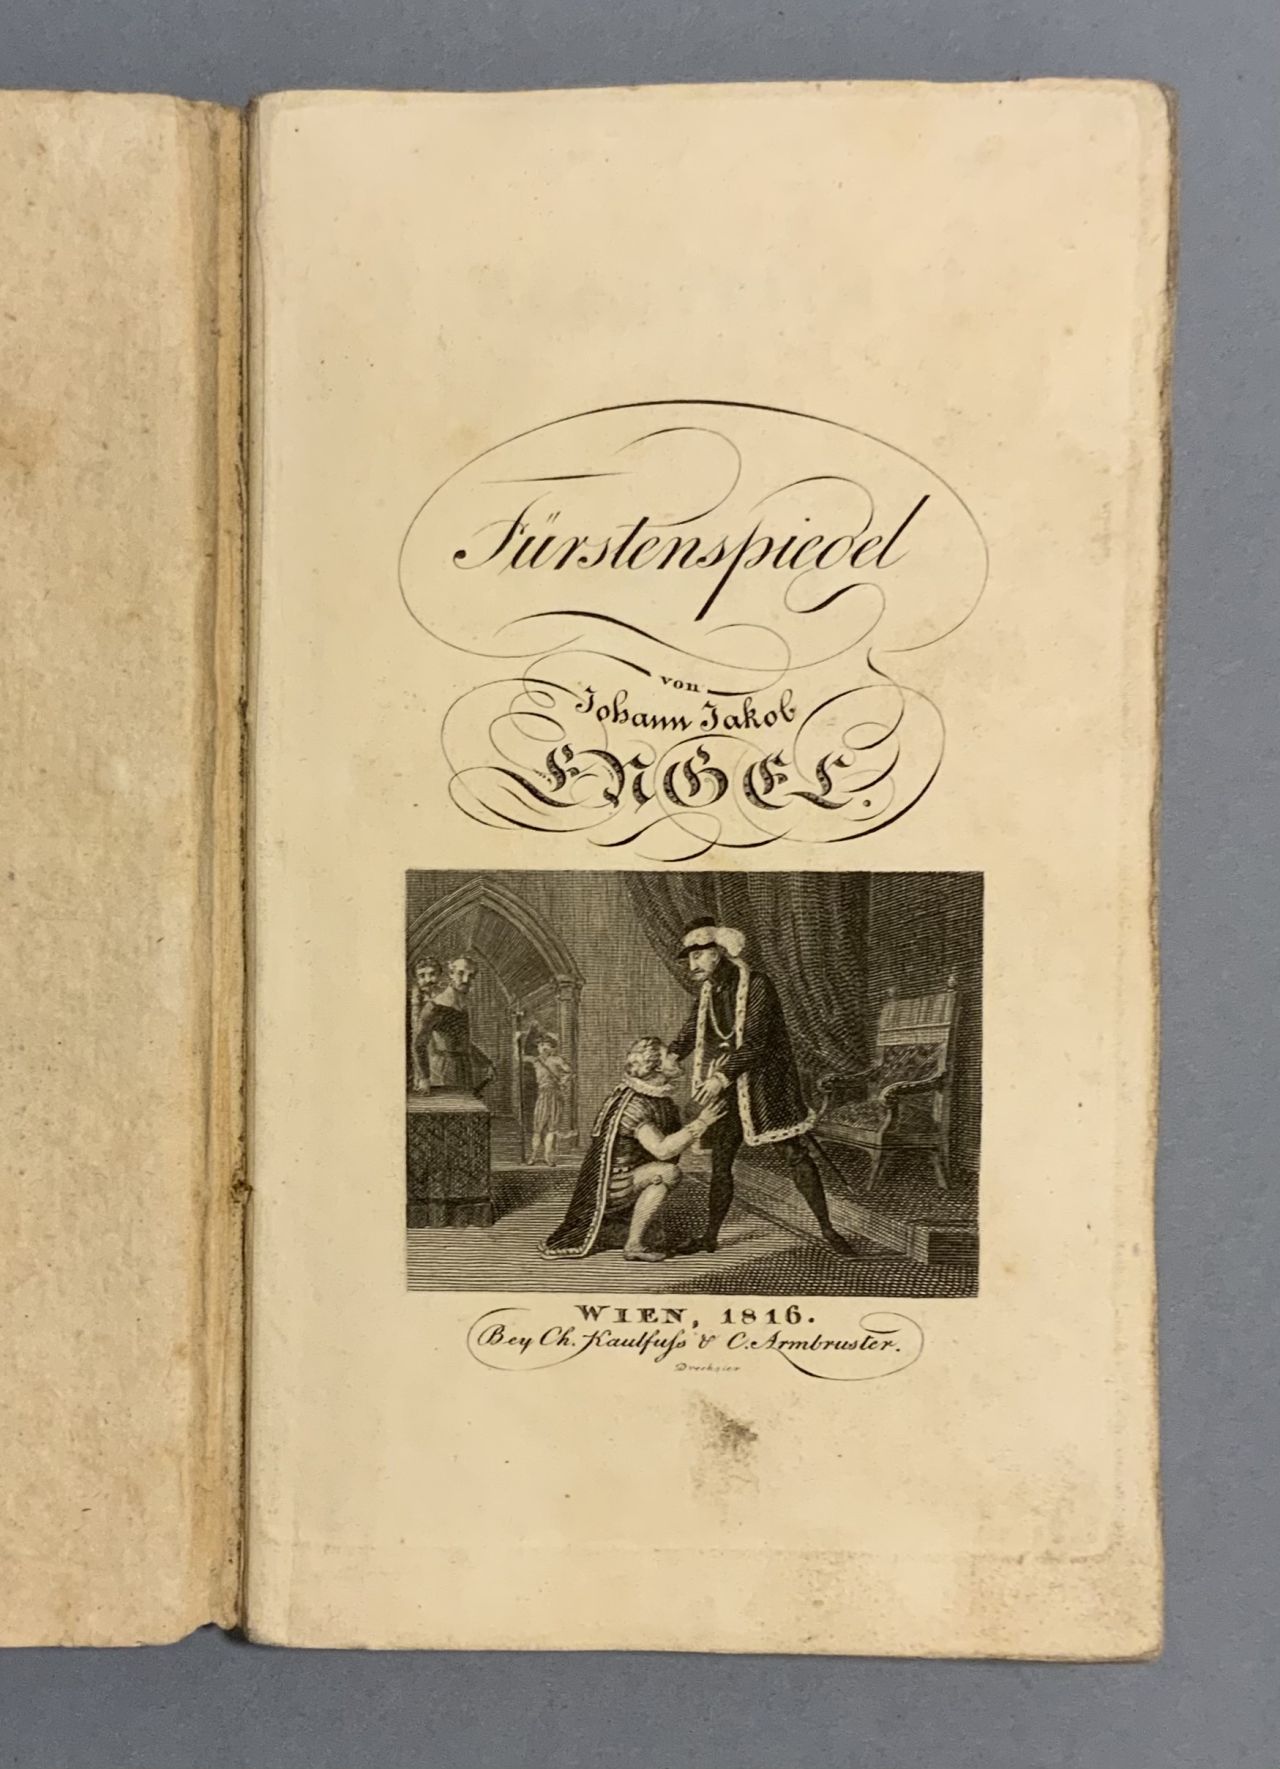 Fürstenspiegel
von
Johann Jakob
ENGEL.
WIEN, 1816.
Bey Ch. Kaulfuſs & C. Armbruster.